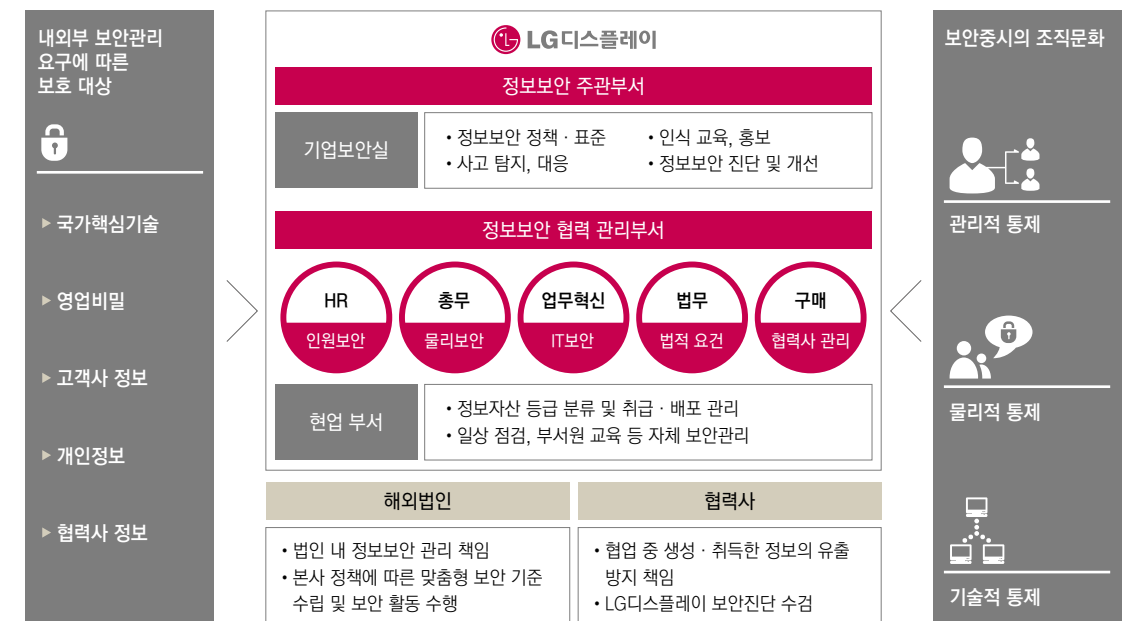 내외부 보안관리
요구에 따른
보호 대상
▶ 국가핵심기술
▶ 영업비밀
▶ 고객사 정보
▶ 개인정보
▶ 협력사 정보
LG디스플레이
정보보안 주관부서
기업보안실
• 정보보안 정책 · 표준
• 사고 탐지, 대응
• 인식 교육, 홍보
• 정보보안 진단 및 개선
정보보안 협력 관리부서
HR
인원보안
총무
물리보안
업무혁신
IT보안
법무
법적 요건
구매
협력사 관리
현업 부서
• 정보자산 등급 분류 및 취급 · 배포 관리
• 일상 점검, 부서원 교육 등 자체 보안관리
해외법인
• 법인 내 정보보안 관리 책임
• 본사 정책에 따른 맞춤형 보안 기준
수립 및 보안 활동 수행
협력사
• 협업 중 생성 · 취득한 정보의 유출
방지 책임
• LG디스플레이 보안진단 수검
보안중시의 조직문화
관리적 통제
물리적 통제
기술적 통제